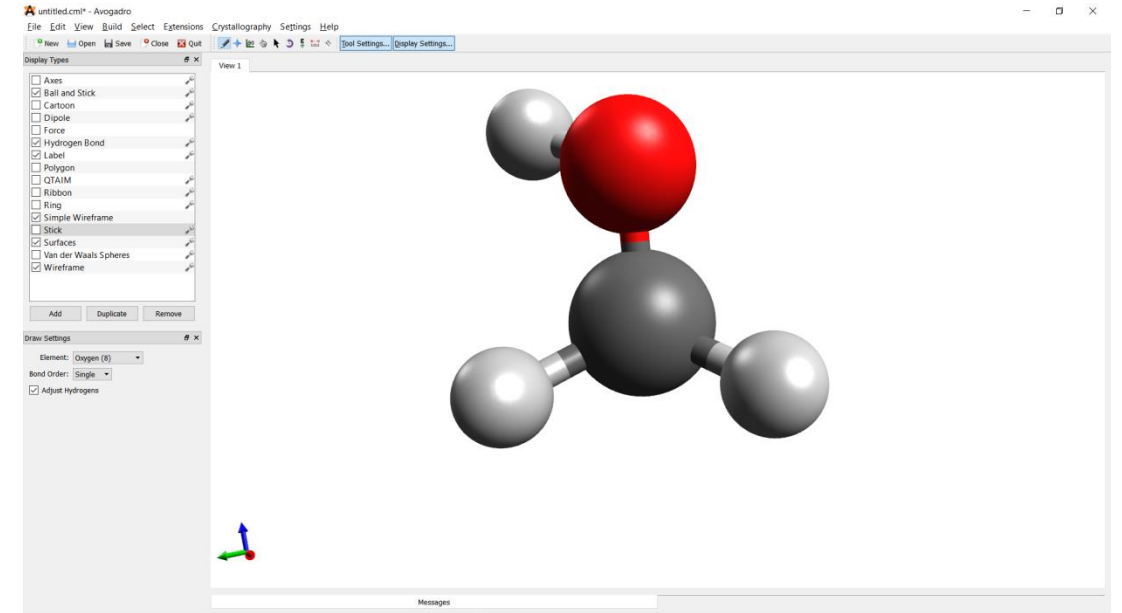 untitled.cml* - Avogadro
File Edit View Build Select Extensions Crystallography Settings Help
New Open Save Close Quit Tool Settings... Display Settings...
Display Types
View 1
Axes
Ball and Stick
Cartoon
Dipole
Force
Hydrogen Bond
Label
Polygon
QTAIM
Ribbon
Ring
Simple Wireframe
Stick
Surfaces
Van der Waals Spheres
Wireframe
Add Duplicate Remove
Draw Settings
Element: Oxygen (8)
Bond Order: Single
Adjust Hydrogens
Messages